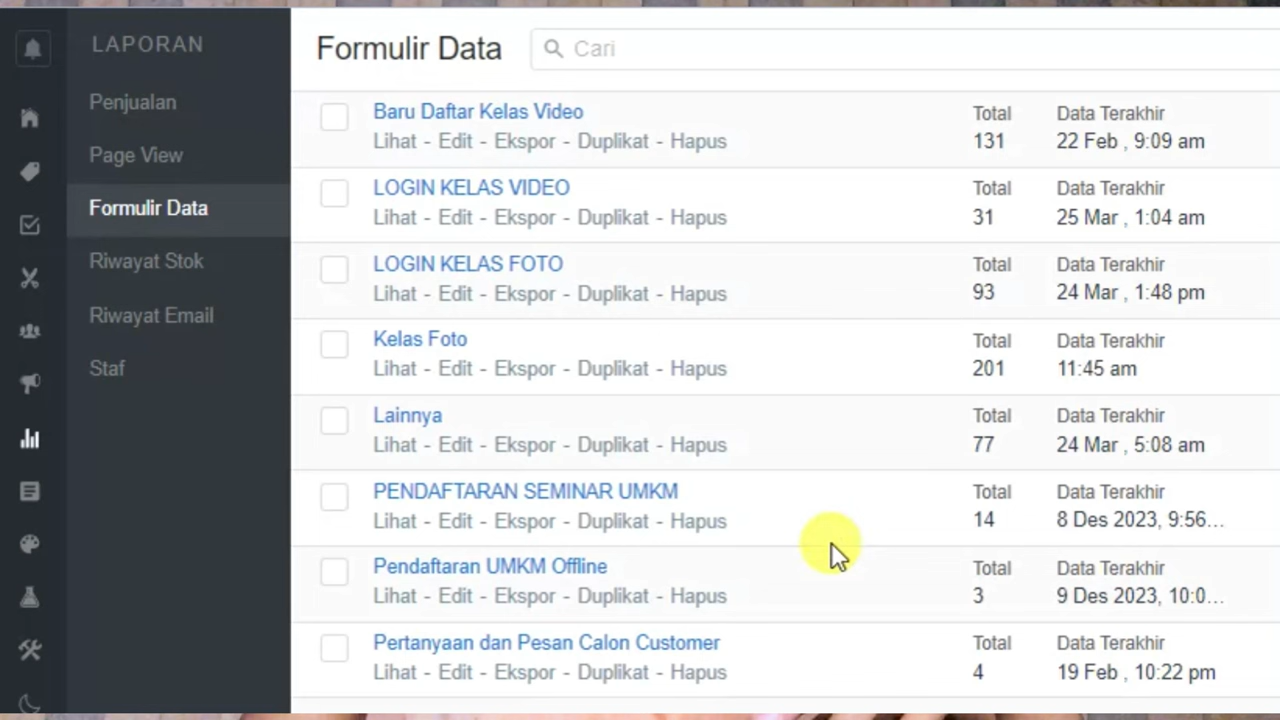 LAPORAN
Penjualan
Page View
Formulir Data
Riwayat Stok
Riwayat Email
Staf
Formulir Data
Cari
Baru Daftar Kelas Video
Lihat - Edit - Ekspor - Duplikat - Hapus
Total
131
Data Terakhir
22 Feb , 9:09 am
LOGIN KELAS VIDEO
Lihat - Edit - Ekspor - Duplikat - Hapus
Total
31
Data Terakhir
25 Mar , 1:04 am
LOGIN KELAS FOTO
Lihat - Edit - Ekspor - Duplikat - Hapus
Total
93
Data Terakhir
24 Mar , 1:48 pm
Kelas Foto
Lihat - Edit - Ekspor - Duplikat - Hapus
Total
201
Data Terakhir
11:45 am
Lainnya
Lihat - Edit - Ekspor - Duplikat - Hapus
Total
77
Data Terakhir
24 Mar , 5:08 am
PENDAFTARAN SEMINAR UMKM
Lihat - Edit - Ekspor - Duplikat - Hapus
Total
14
Data Terakhir
8 Des 2023, 9:56...
Pendaftaran UMKM Offline
Lihat - Edit - Ekspor - Duplikat - Hapus
Total
3
Data Terakhir
9 Des 2023, 10:0...
Pertanyaan dan Pesan Calon Customer
Lihat - Edit - Ekspor - Duplikat - Hapus
Total
4
Data Terakhir
19 Feb , 10:22 pm